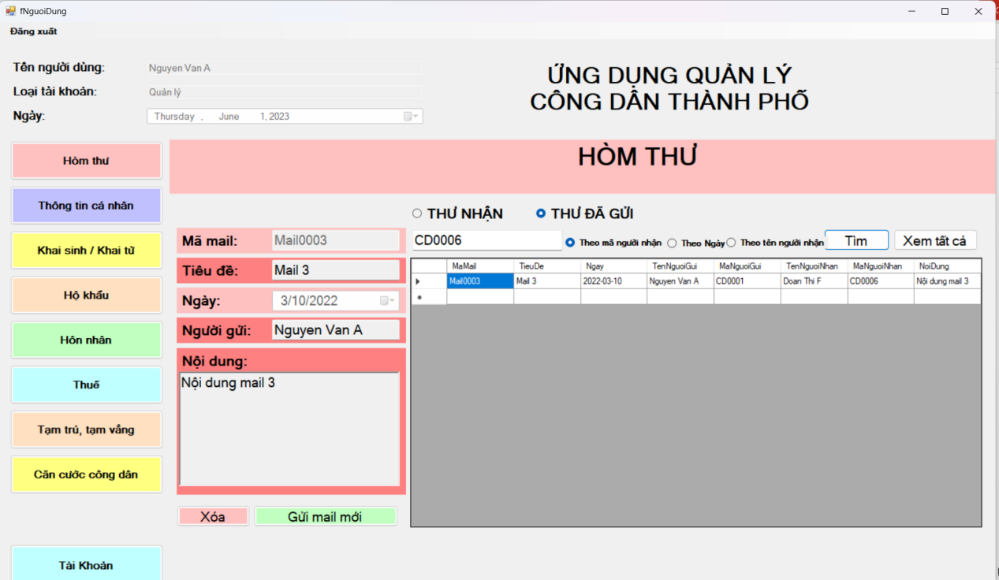 fNguoiDung
Đăng xuất
Tên người dùng: Nguyen Van A
Loại tài khoản: Quản lý
Ngày: Thursday , June 1, 2023
ỨNG DỤNG QUẢN LÝ
CÔNG DÂN THÀNH PHỐ
Hòm thư
Thông tin cá nhân
Khai sinh / Khai tử
Hộ khẩu
Hôn nhân
Thuế
Tạm trú, tạm vắng
Căn cước công dân
Tài Khoản
HÒM THƯ
THƯ NHẬN THƯ ĐÃ GỬI
Mã mail: Mail0003
Tiêu đề: Mail 3
Ngày: 3/10/2022
Người gửi: Nguyen Van A
Nội dung:
Nội dung mail 3
Xóa Gửi mail mới
CD0006 Theo mã người nhận Theo Ngày Theo tên người nhận Tìm Xem tất cả
MaMail TieuDe Ngay TenNguoiGui MaNguoiGui TenNguoiNhan MaNguoiNhan NoiDung
Mail0003 Mail 3 2022-03-10 Nguyen Van A CD0001 Doan Thi F CD0006 Nội dung mail 3